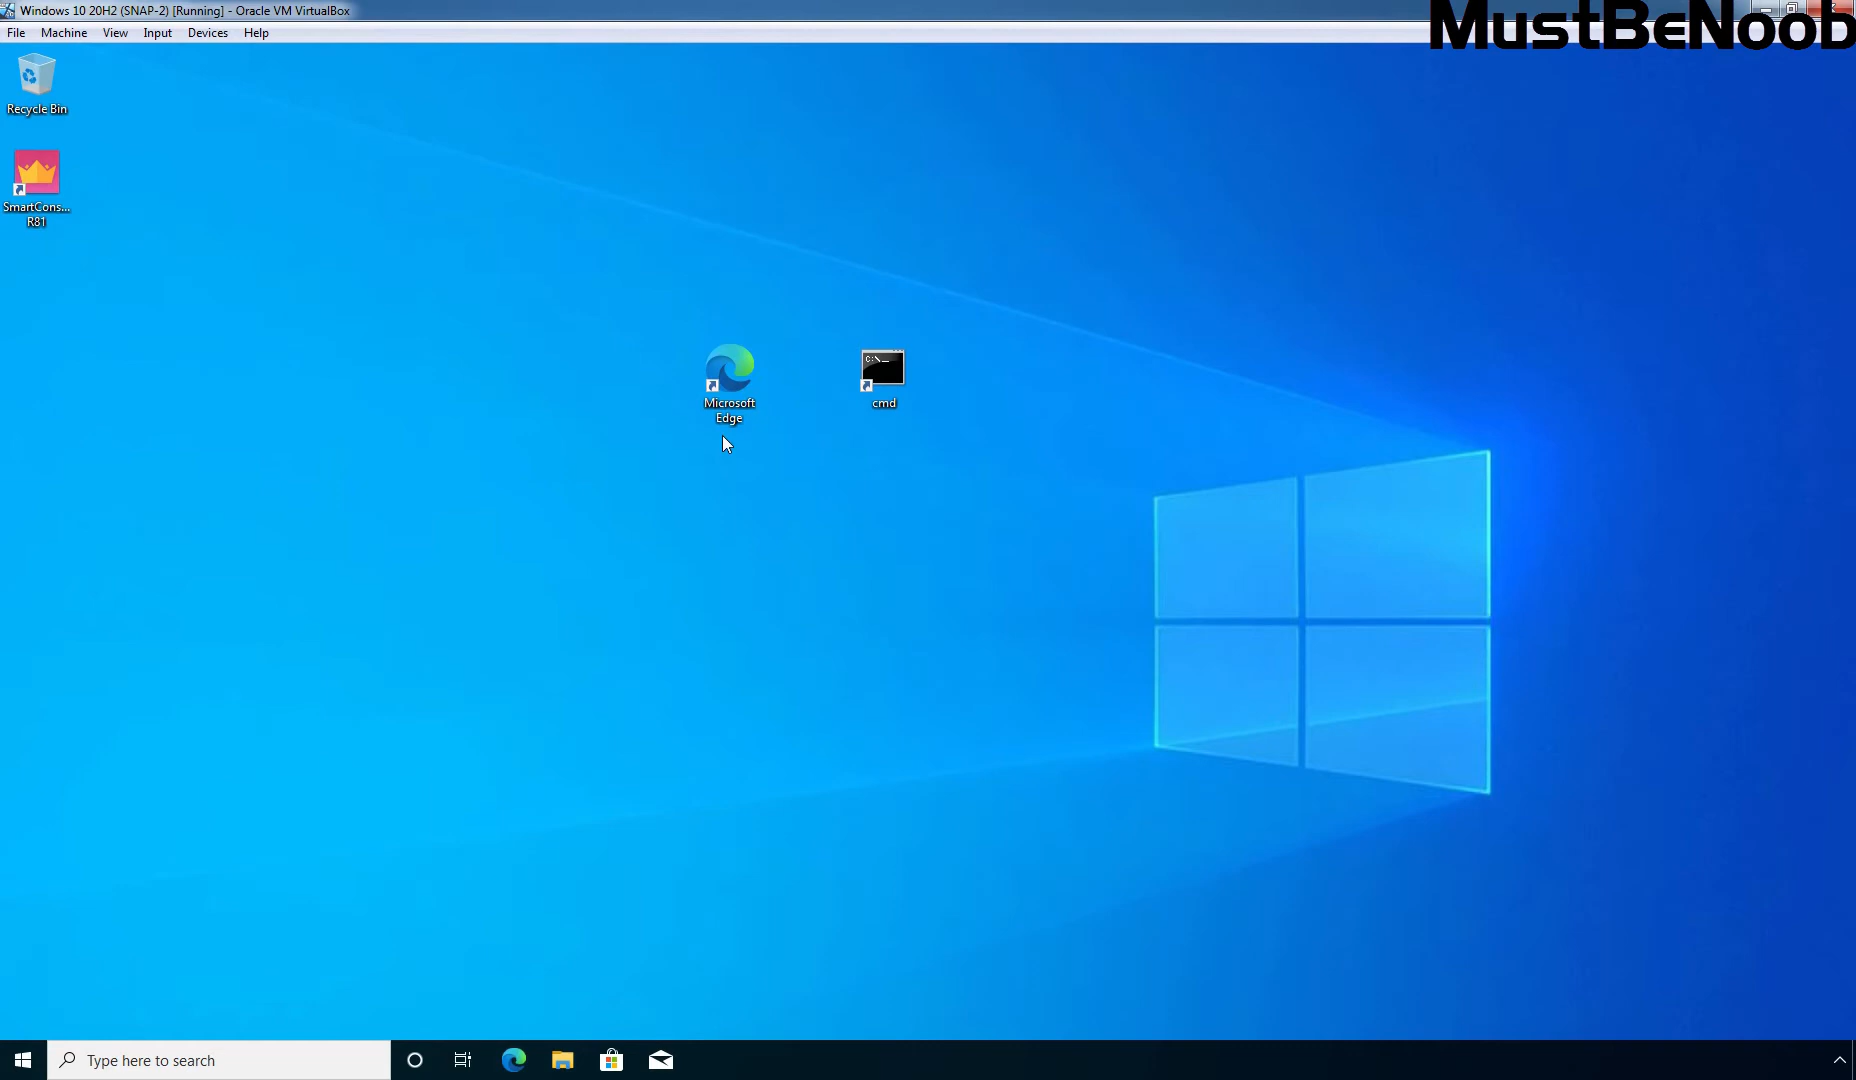 Windows 10 20H2 (SNAP-2) [Running] - Oracle VM VirtualBox
MustBeNoob
File Machine View Input Devices Help
Recycle Bin
SmartCons...
R81
Microsoft
Edge
C:\_
cmd
Type here to search